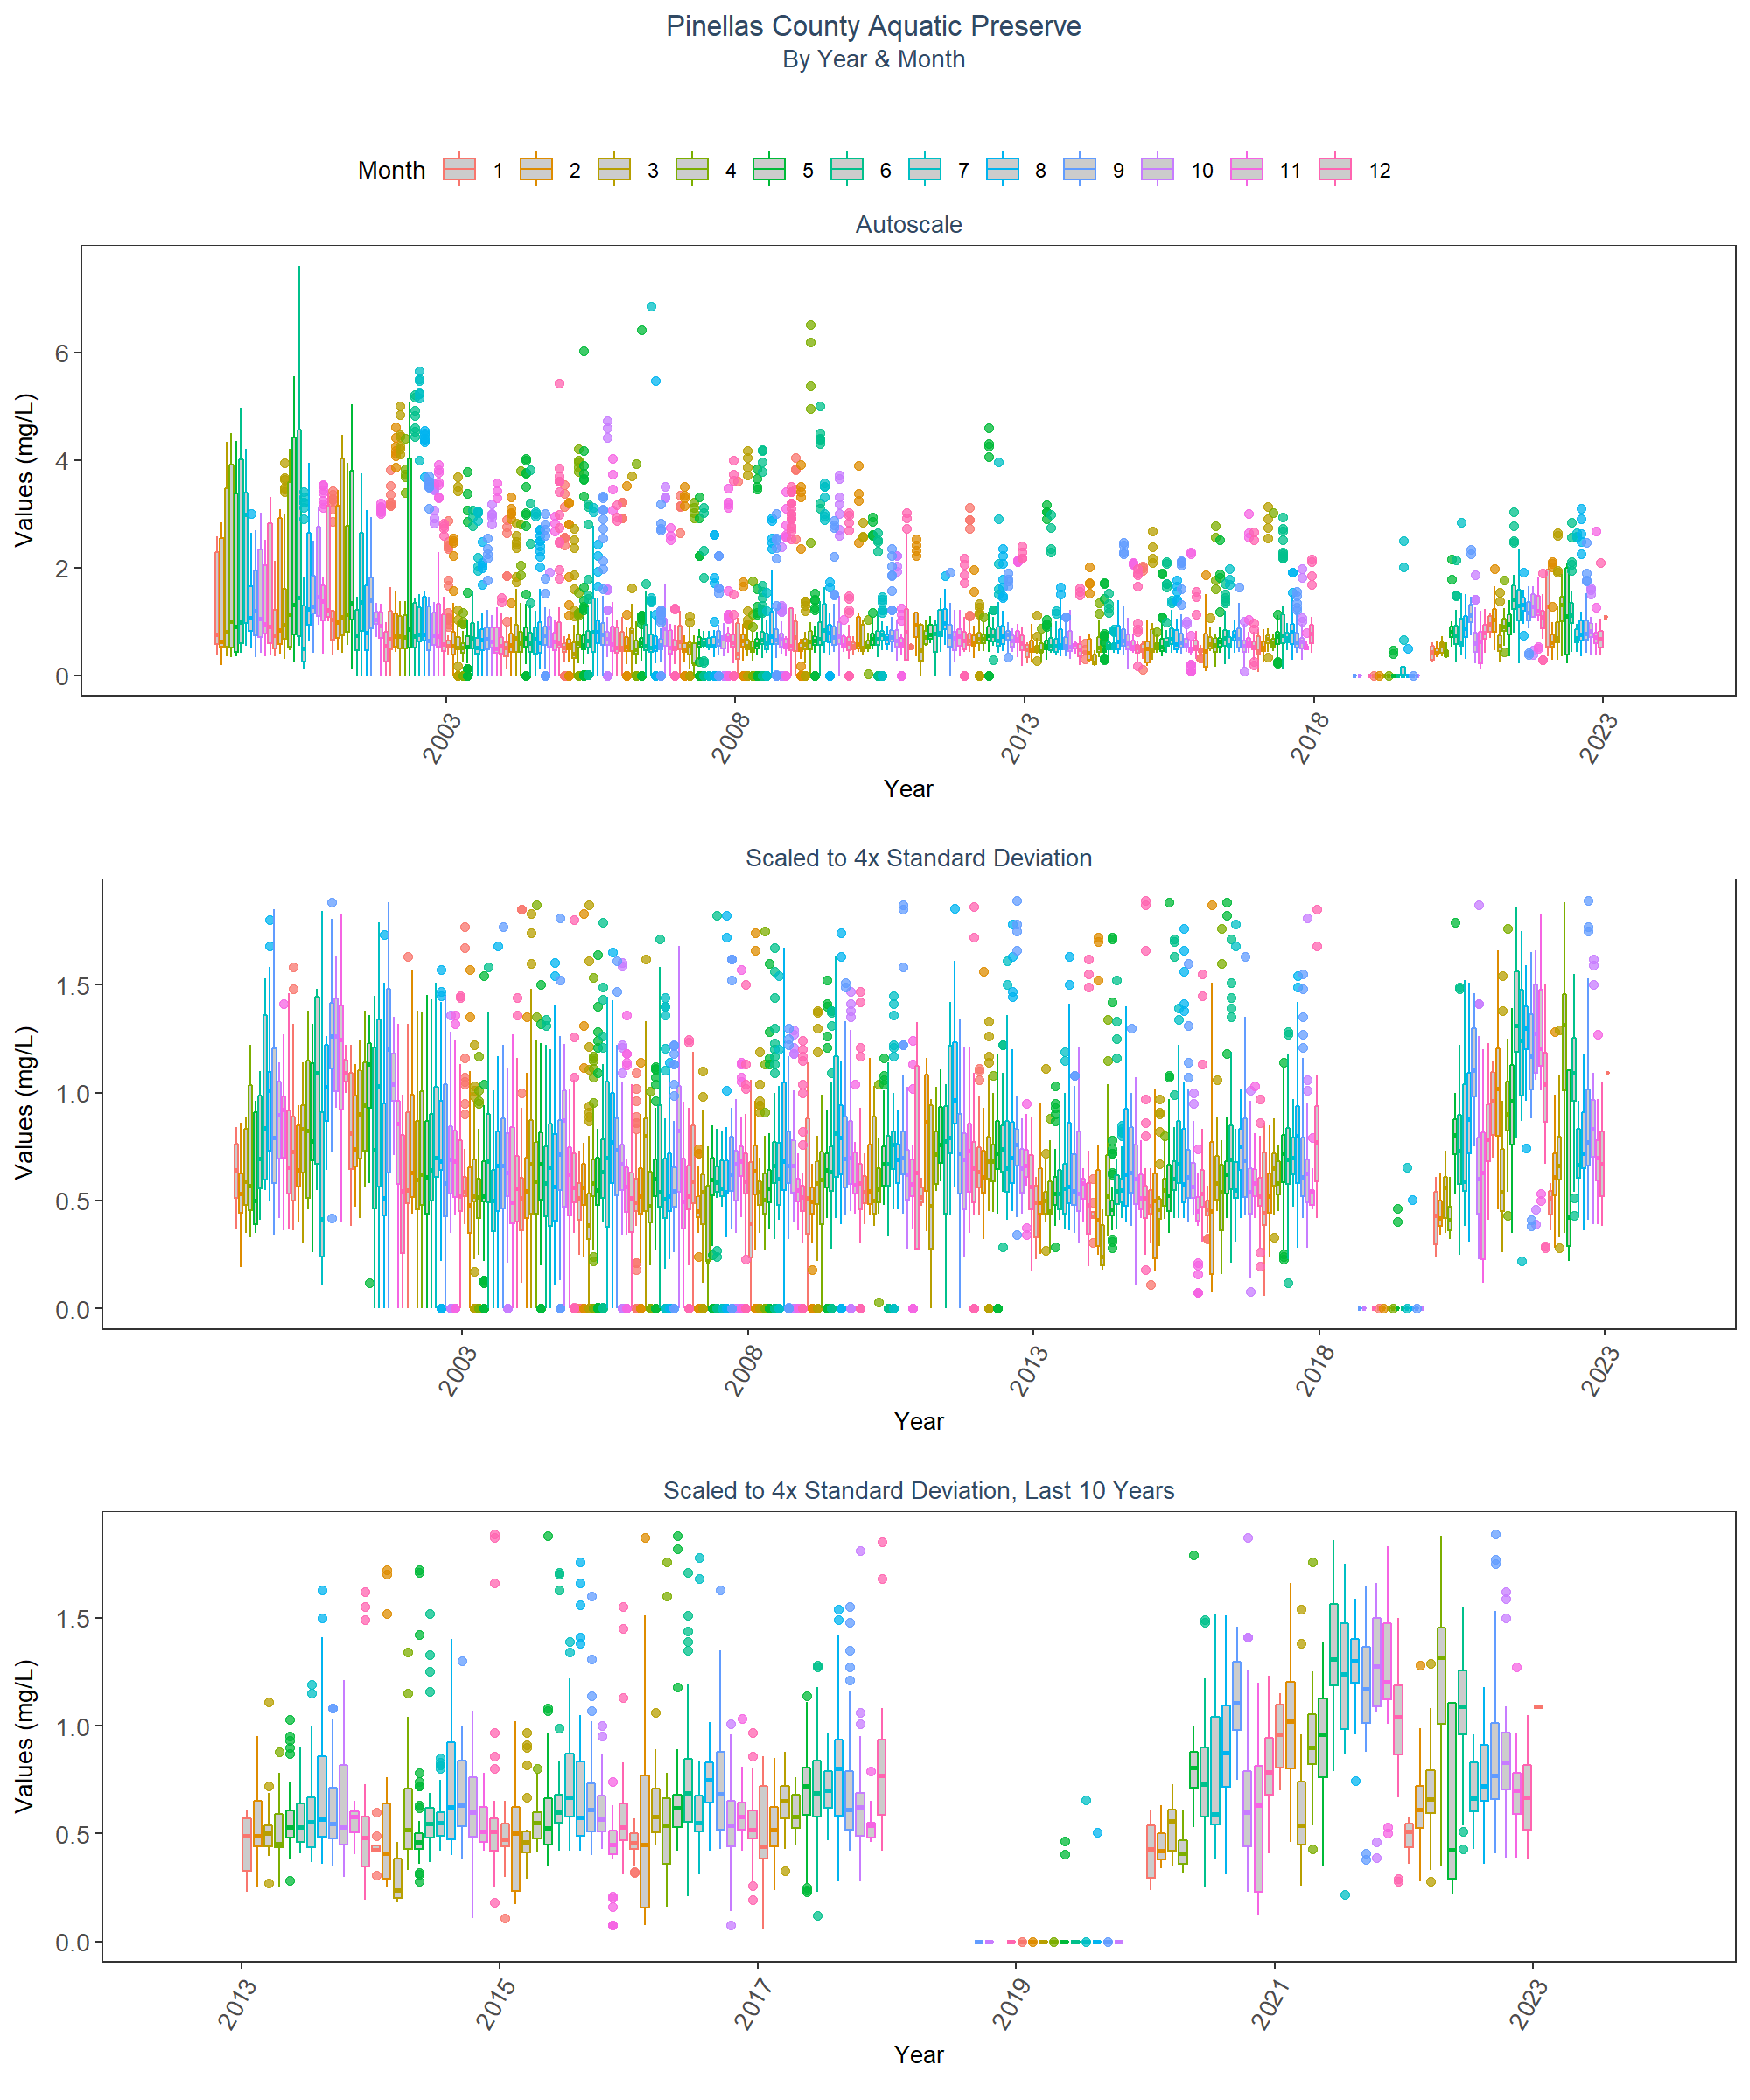 Pinellas County Aquatic Preserve
By Year & Month
Month 1 2 3 4 5 6 7 8 9 10 11 12
Autoscale
Values (mg/L)
6
4
2
0
2003 2008 2013 2018 2023
Year
Scaled to 4x Standard Deviation
Values (mg/L)
1.5
1.0
0.5
0.0
2003 2008 2013 2018 2023
Year
Scaled to 4x Standard Deviation, Last 10 Years
Values (mg/L)
1.5
1.0
0.5
0.0
2013 2015 2017 2019 2021 2023
Year